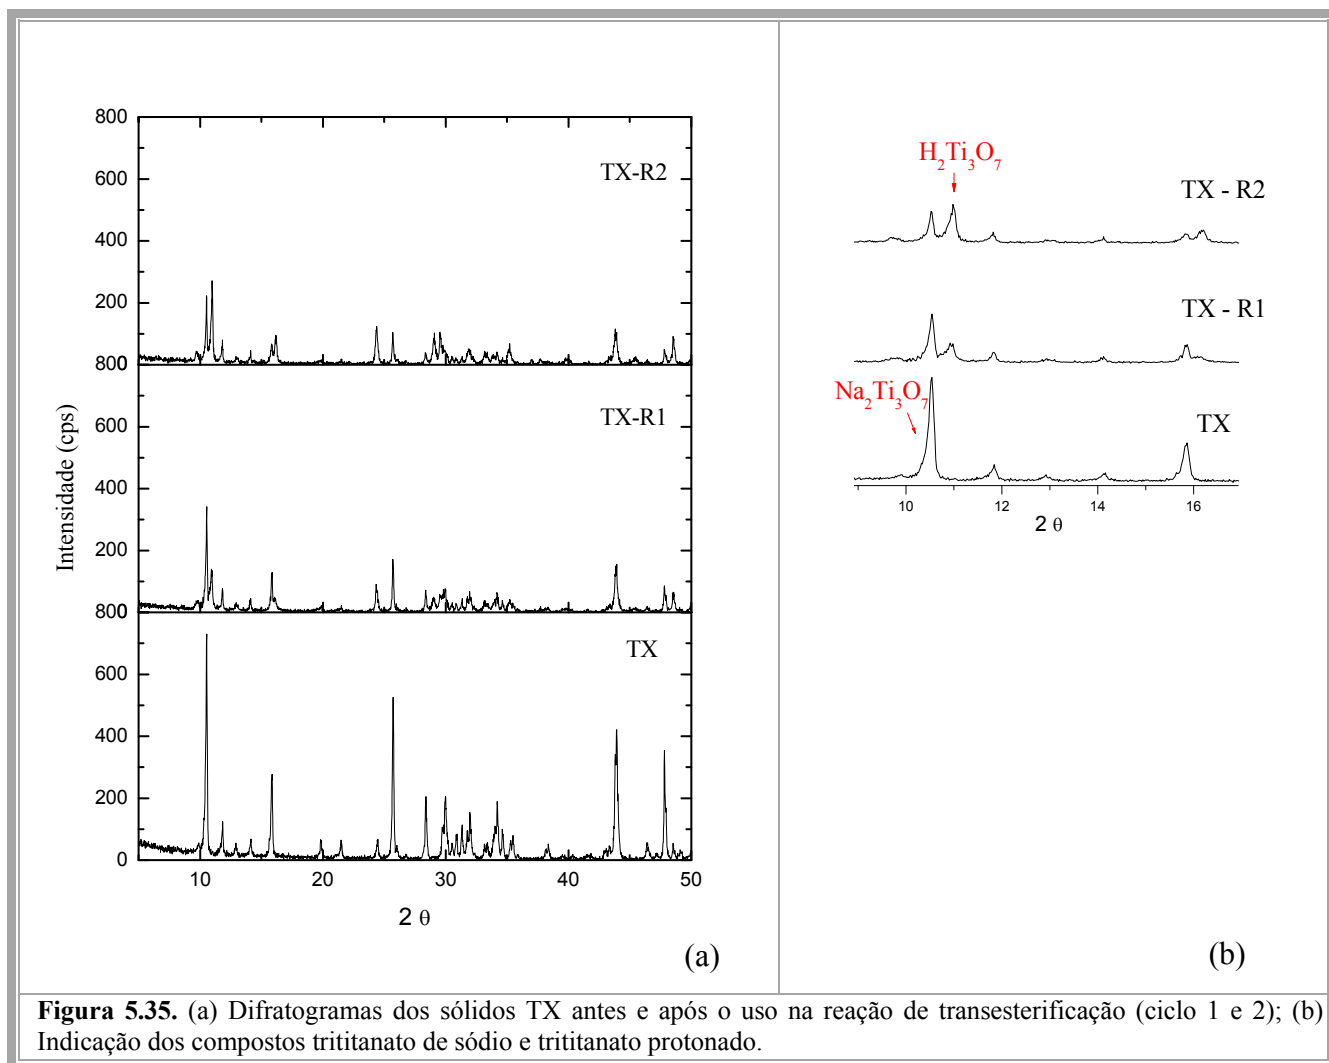 800
600
400
200
800
600
400
200
800
600
400
200
0
TX-R2
TX-R1
TX
Intensidade (cps)
10 20 30 40 50
2 θ
(a)
H2Ti3O7
TX - R2
TX - R1
Na2Ti3O7
TX
10 12 14 16
2 θ
(b)
Figura 5.35. (a) Difratogramas dos sólidos TX antes e após o uso na reação de transesterificação (ciclo 1 e 2); (b)
Indicação dos compostos trititanato de sódio e trititanato protonado.